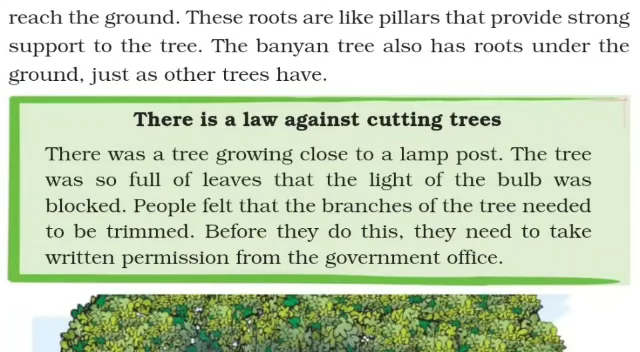 reach the ground. These roots are like pillars that provide strong
support to the tree. The banyan tree also has roots under the
ground, just as other trees have.
There is a law against cutting trees
There was a tree growing close to a lamp post. The tree
was so full of leaves that the light of the bulb was
blocked. People felt that the branches of the tree needed
to be trimmed. Before they do this, they need to take
written permission from the government office.